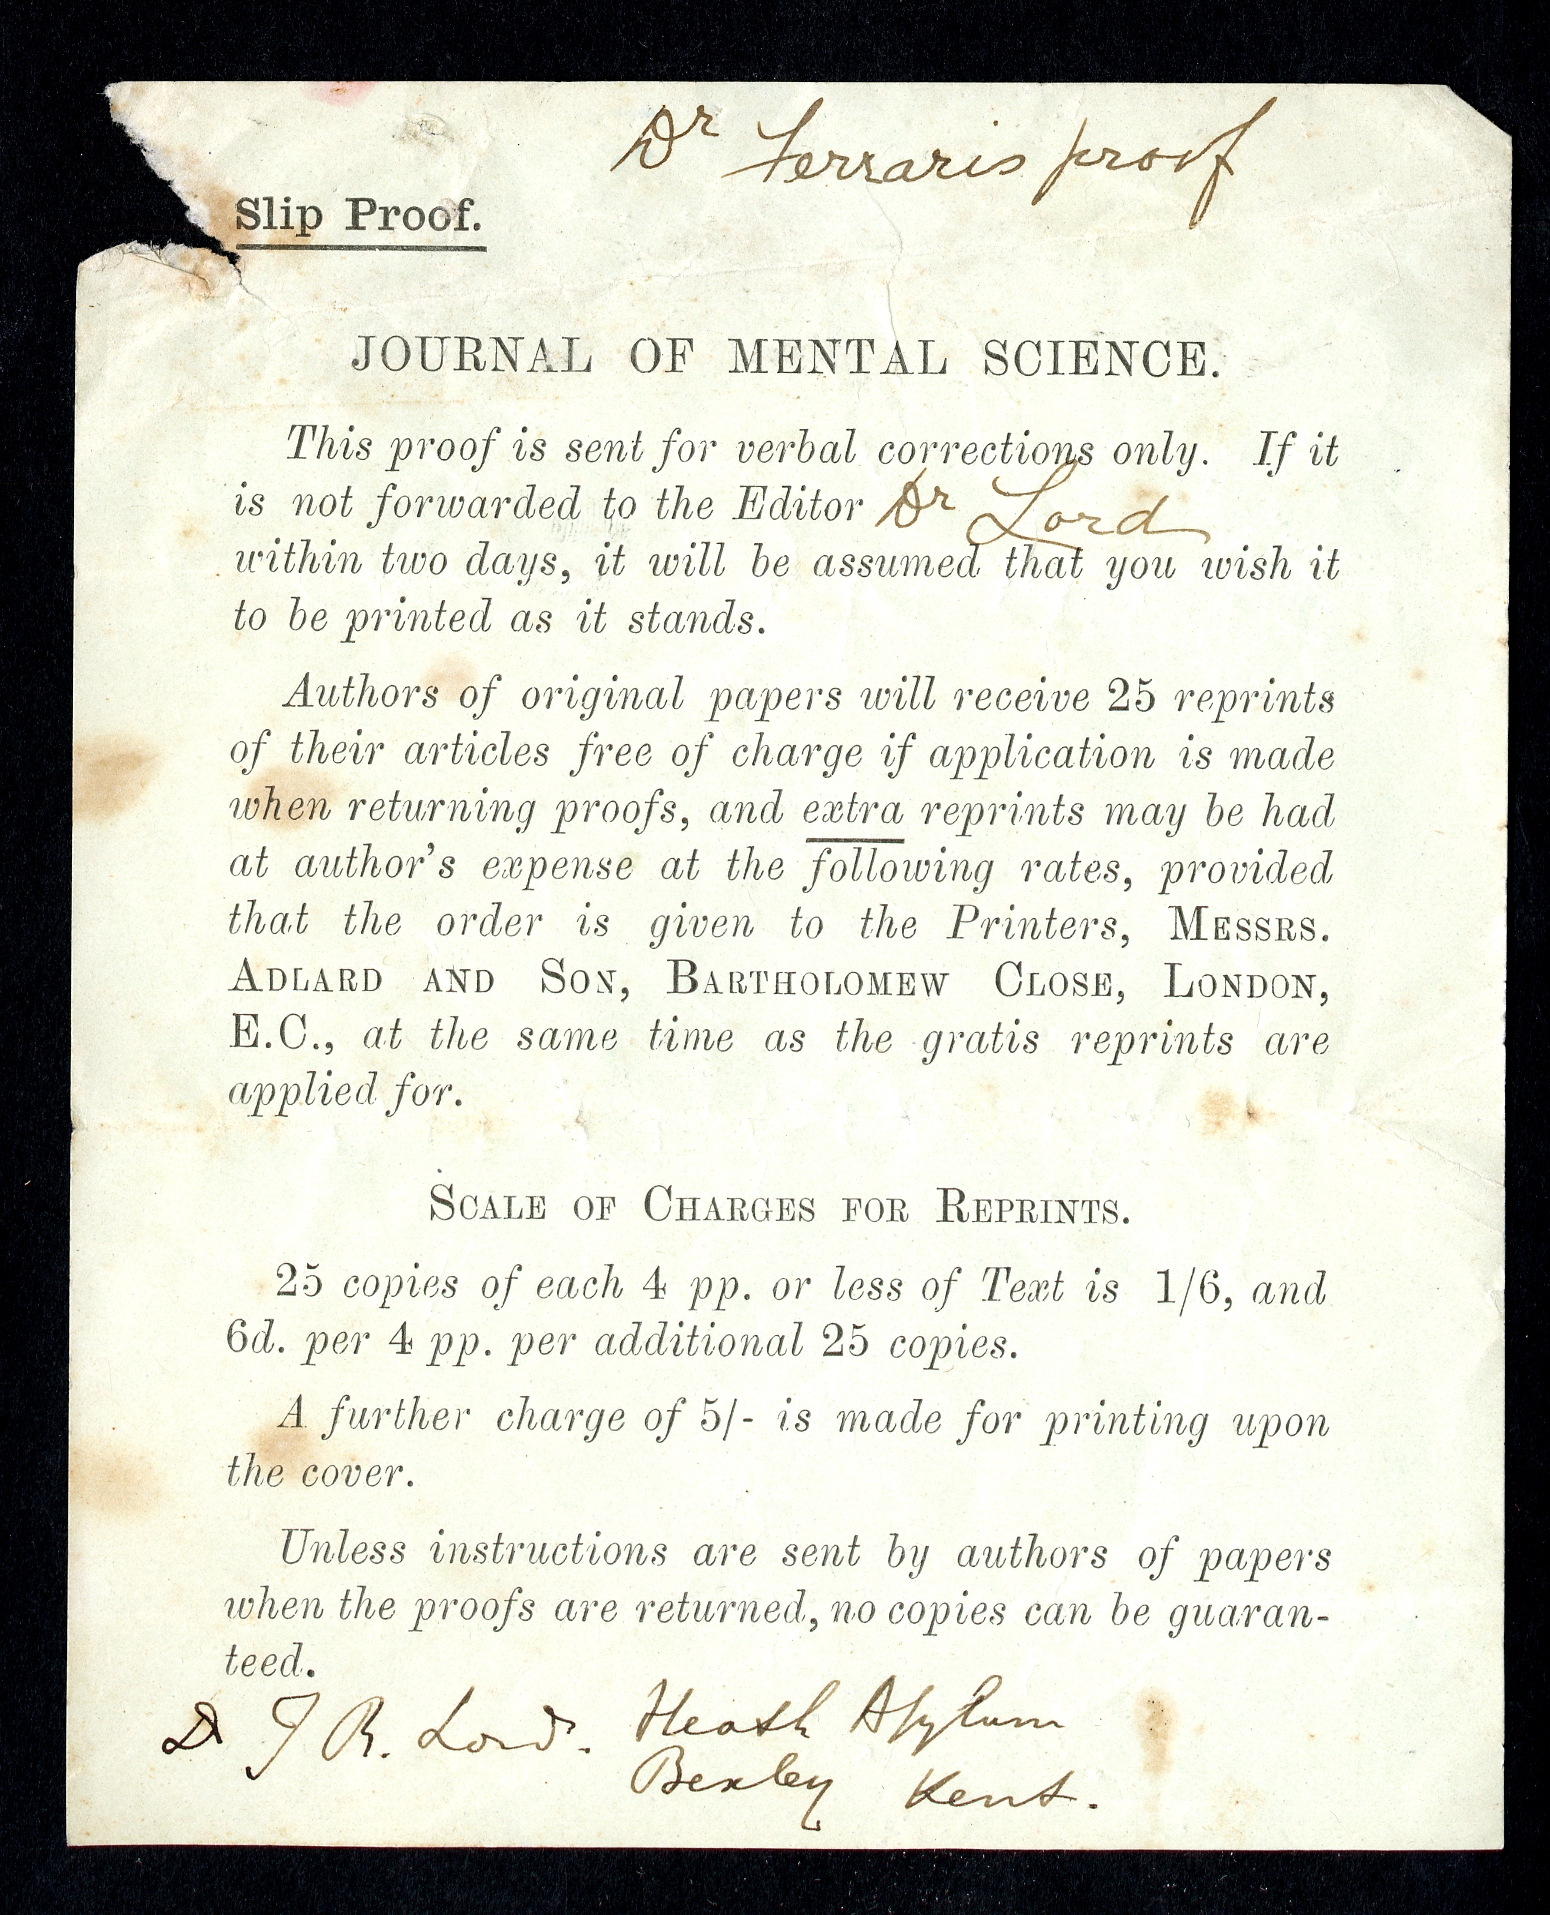 Dr Ferraris proof
Slip Proof.
JOURNAL OF MENTAL SCIENCE.
This proof is sent for verbal corrections only. If it
is not forwarded to the Editor Dr Lord
within two days, it will be assumed that you wish it
to be printed as it stands.
Authors of original papers will receive 25 reprints
of their articles free of charge if application is made
when returning proofs, and extra reprints may be had
at author's expense at the following rates, provided
that the order is given to the Printers, MESSRS.
ADLARD AND SON, BARTHOLOMEW CLOSE, LONDON,
E.C., at the same time as the gratis reprints are
applied for.
SCALE OF CHARGES FOR REPRINTS.
25 copies of each 4 pp. or less of Text is 1/6, and
6d. per 4 pp. per additional 25 copies.
A further charge of 5/- is made for printing upon
the cover.
Unless instructions are sent by authors of papers
when the proofs are returned, no copies can be guaran-
teed.
Dr J R. Lord. Heath Asylum
Bexley Kent.